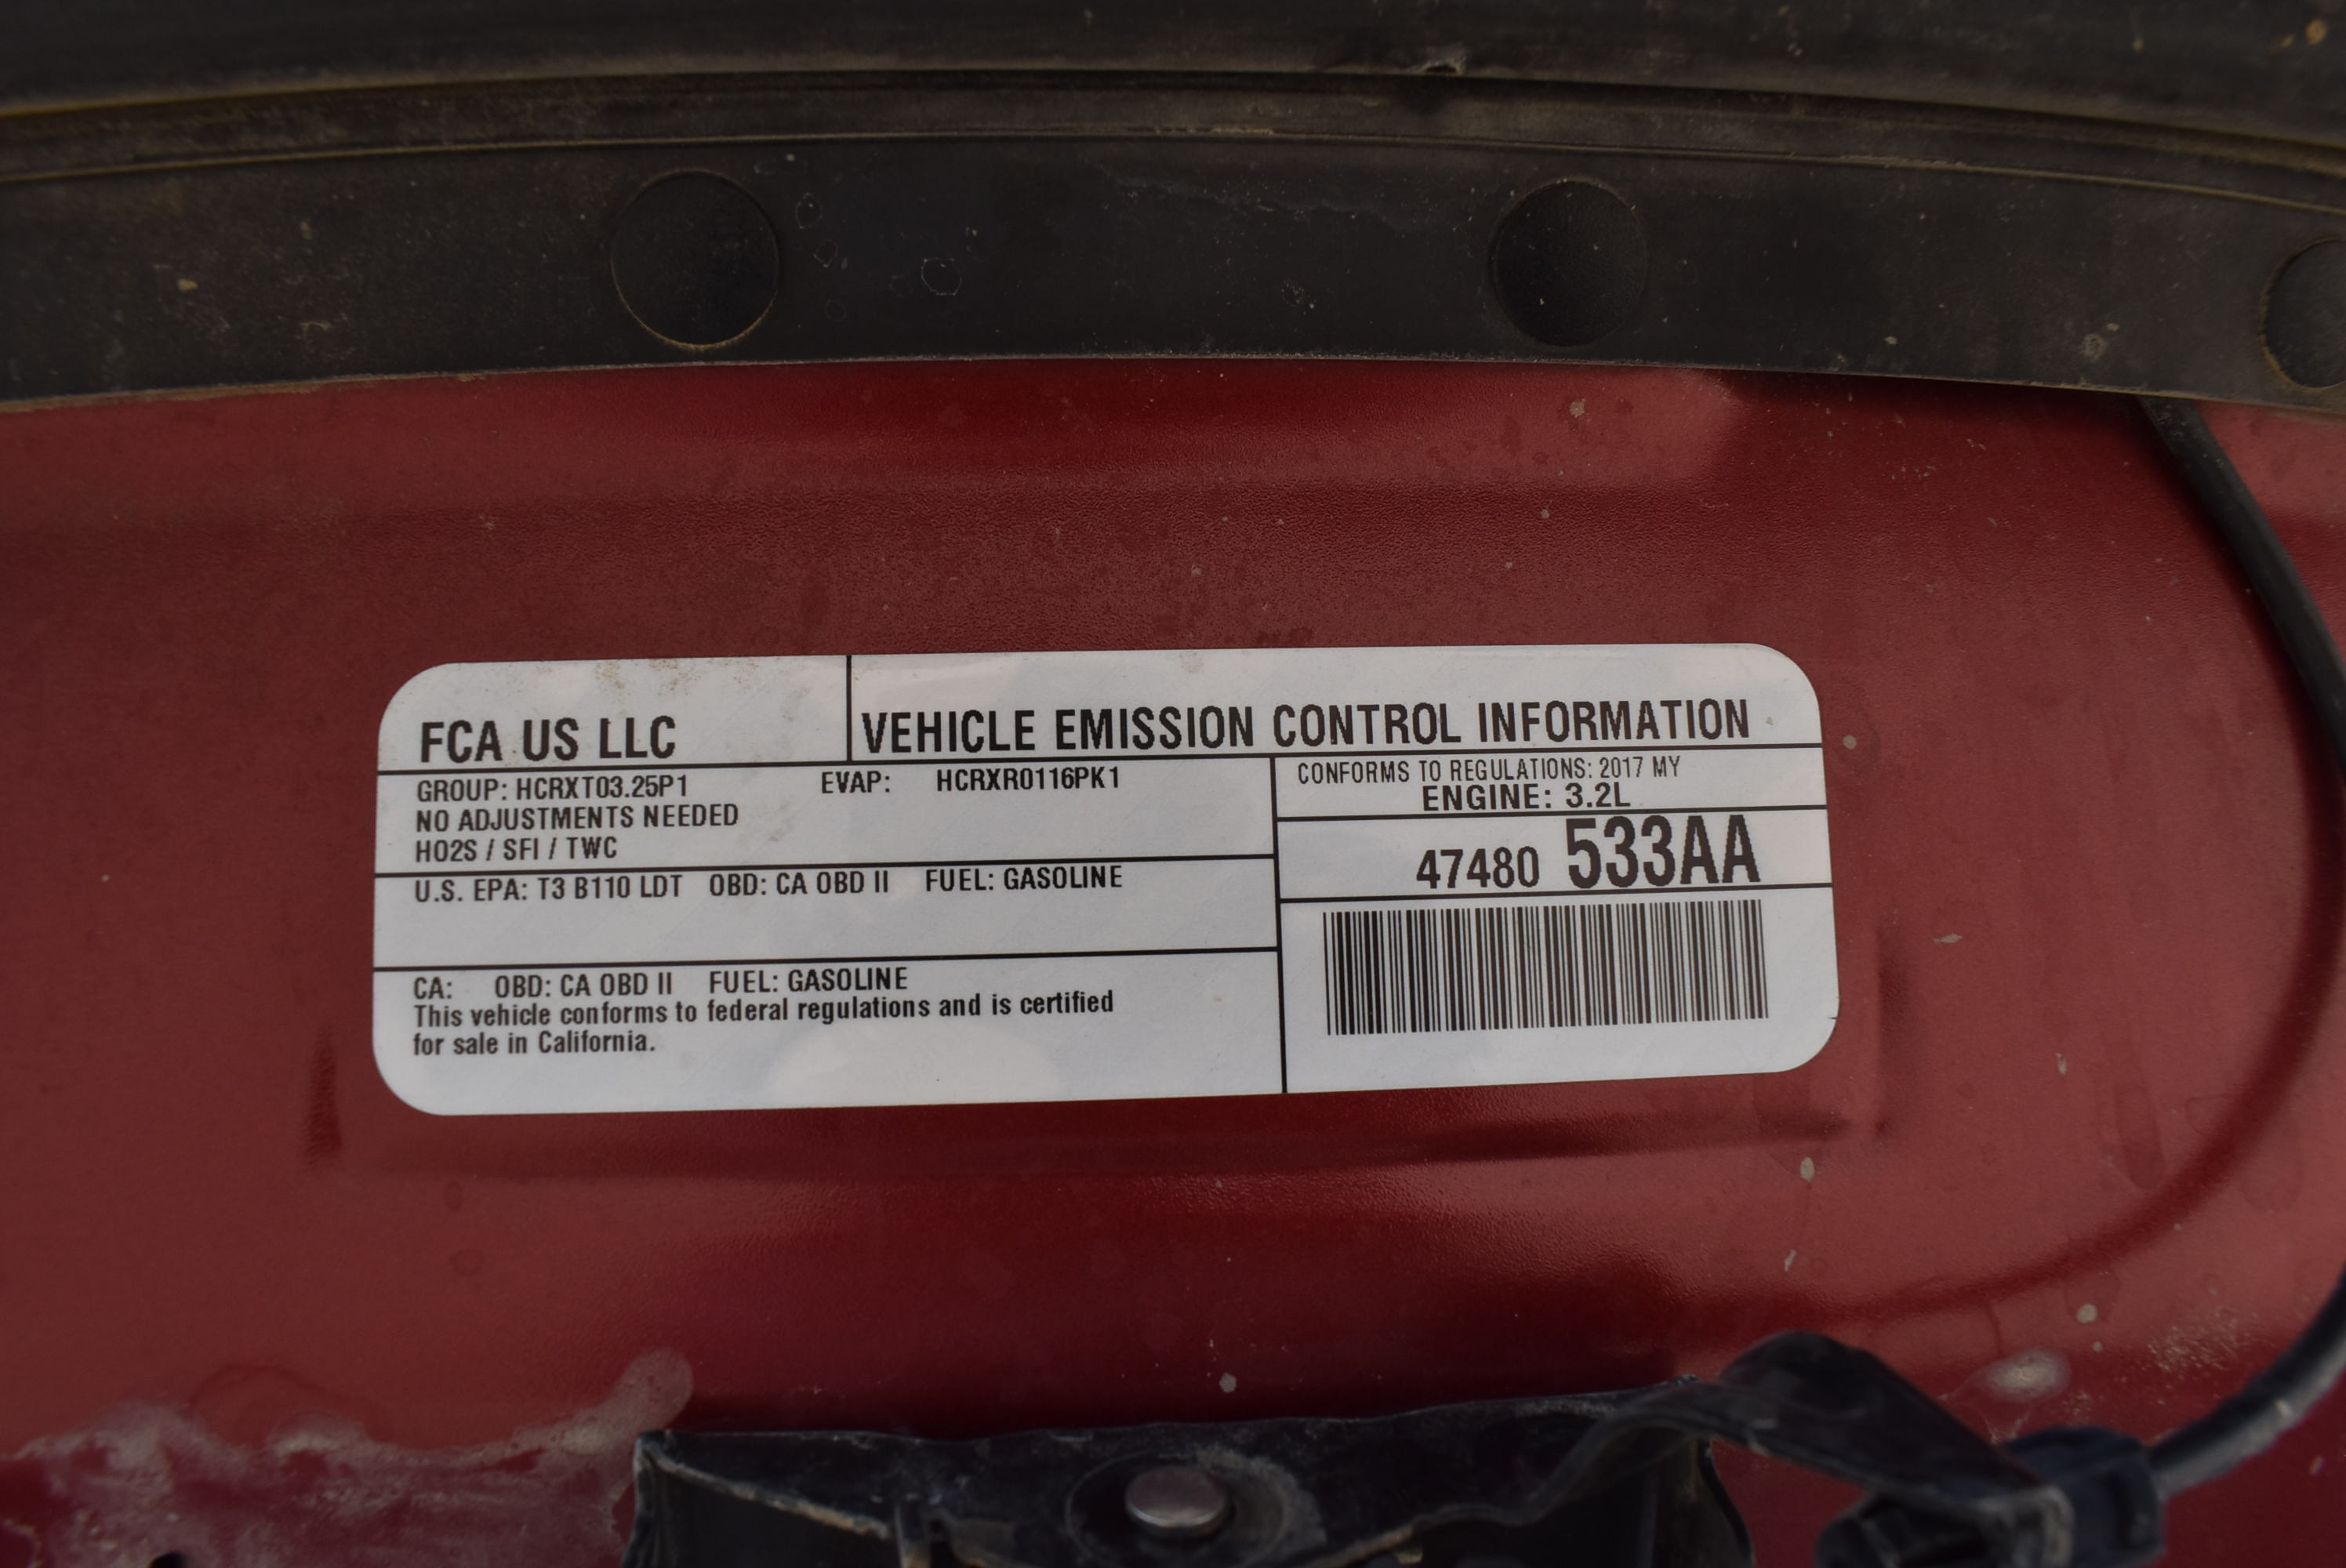 FCA US LLC
VEHICLE EMISSION CONTROL INFORMATION
GROUP: HCRXT03.25P1 EVAP: HCRXR0116PK1
NO ADJUSTMENTS NEEDED
HO2S / SFI / TWC
CONFORMS TO REGULATIONS: 2017 MY
ENGINE: 3.2L
47480 533AA
U.S. EPA: T3 B110 LDT OBD: CA OBD II FUEL: GASOLINE
CA: OBD: CA OBD II FUEL: GASOLINE
This vehicle conforms to federal regulations and is certified
for sale in California.